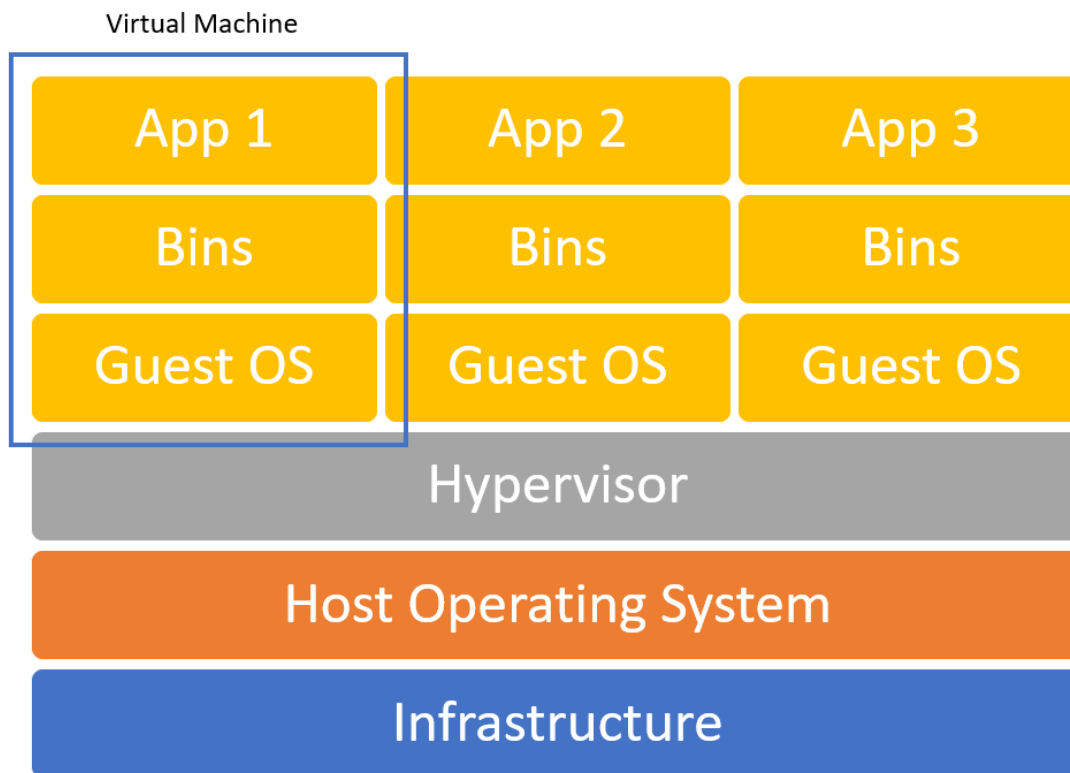 Virtual Machine
App 1 App 2 App 3
Bins Bins Bins
Guest OS Guest OS Guest OS
Hypervisor
Host Operating System
Infrastructure